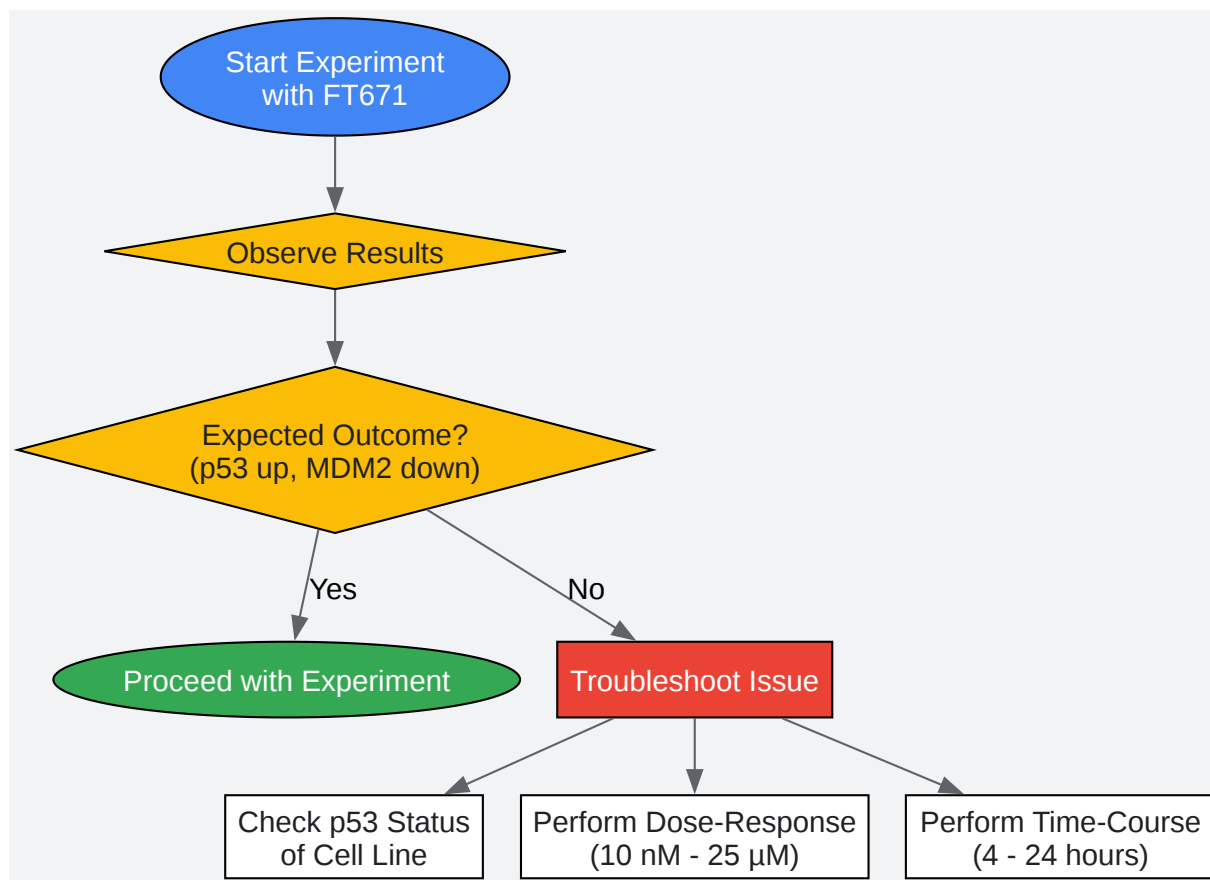 Start Experiment
with FT671
Observe Results
Expected Outcome?
(p53 up, MDM2 down)
Yes
No
Proceed with Experiment
Troubleshoot Issue
Check p53 Status
of Cell Line
Perform Dose-Response
(10 nM - 25 µM)
Perform Time-Course
(4 - 24 hours)